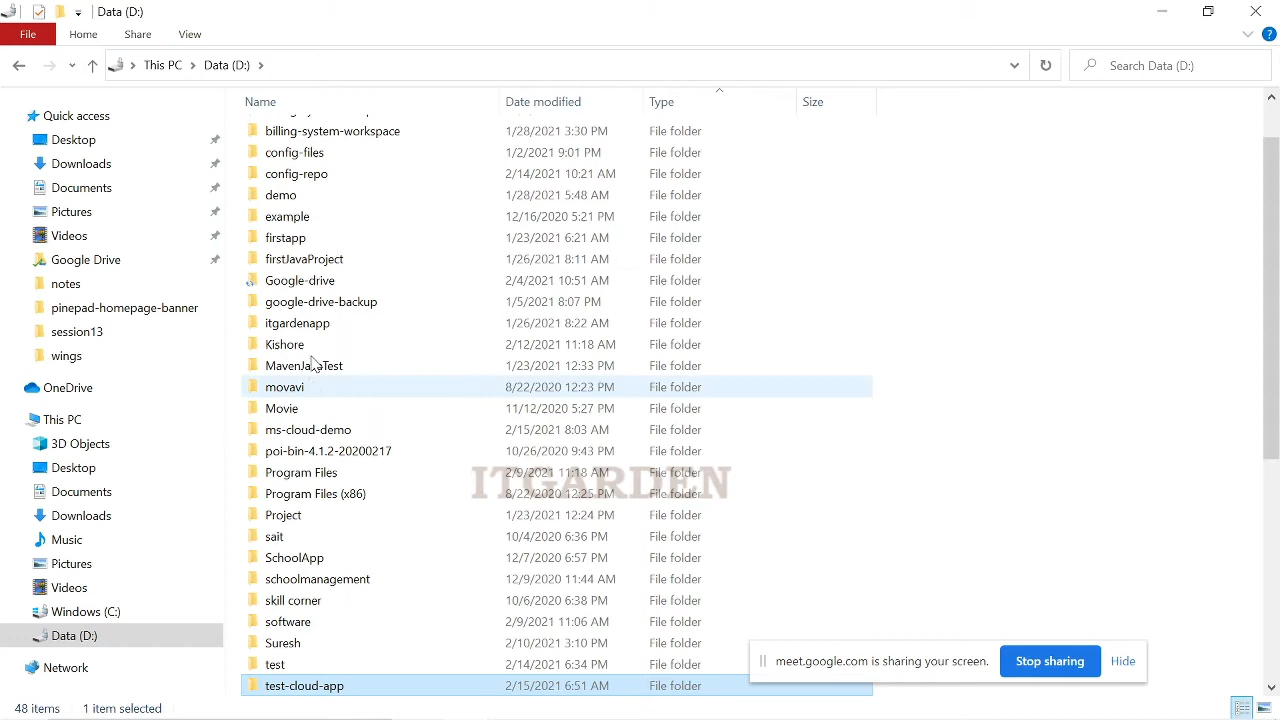 Data (D:)
File Home Share View
This PC Data (D:)
Search Data (D:)
Name Date modified Type Size
Quick access
Desktop
Downloads
Documents
Pictures
Videos
Google Drive
notes
pinepad-homepage-banner
session13
wings
OneDrive
This PC
3D Objects
Desktop
Documents
Downloads
Music
Pictures
Videos
Windows (C:)
Data (D:)
Network
billing-system-workspace 1/28/2021 3:30 PM File folder
config-files 1/2/2021 9:01 PM File folder
config-repo 2/14/2021 10:21 AM File folder
demo 1/28/2021 5:48 AM File folder
example 12/16/2020 5:21 PM File folder
firstapp 1/23/2021 6:21 AM File folder
firstJavaProject 1/26/2021 8:11 AM File folder
Google-drive 2/4/2021 10:51 AM File folder
google-drive-backup 1/5/2021 8:07 PM File folder
itgardenapp 1/26/2021 8:22 AM File folder
Kishore 2/12/2021 11:18 AM File folder
MavenJavaTest 1/23/2021 12:33 PM File folder
movavi 8/22/2020 12:23 PM File folder
Movie 11/12/2020 5:27 PM File folder
ms-cloud-demo 2/15/2021 8:03 AM File folder
poi-bin-4.1.2-20200217 10/26/2020 9:43 PM File folder
Program Files 2/9/2021 11:18 AM File folder
ITGARDEN
Program Files (x86) 8/22/2020 12:25 PM File folder
Project 1/23/2021 12:24 PM File folder
sait 10/4/2020 6:36 PM File folder
SchoolApp 12/7/2020 6:57 PM File folder
schoolmanagement 12/9/2020 11:44 AM File folder
skill corner 10/6/2020 6:38 PM File folder
software 2/9/2021 11:06 AM File folder
Suresh 2/10/2021 3:10 PM File folder
test 2/14/2021 6:34 PM File folder
test-cloud-app 2/15/2021 6:51 AM File folder
meet.google.com is sharing your screen. Stop sharing Hide
48 items 1 item selected